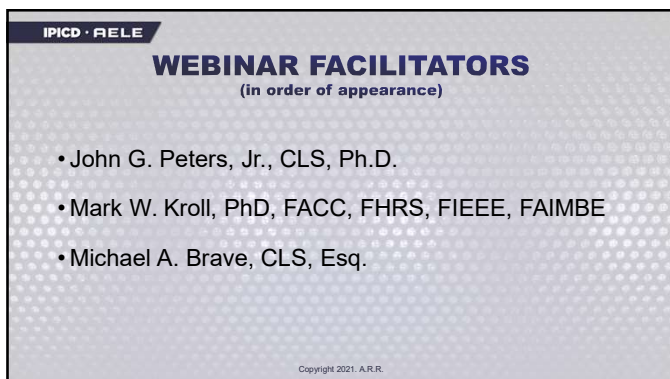 IPICD · AELE
WEBINAR FACILITATORS
(in order of appearance)
• John G. Peters, Jr., CLS, Ph.D.
• Mark W. Kroll, PhD, FACC, FHRS, FIEEE, FAIMBE
• Michael A. Brave, CLS, Esq.
Copyright 2021. A.R.R.